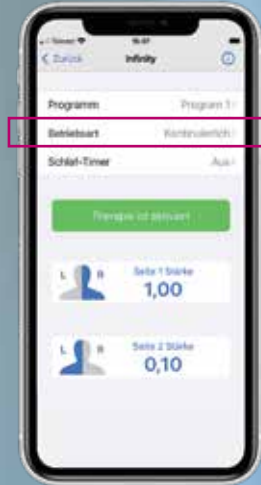 Zurück Infinity
Programm Program 1
Betriebsart Kontinuierlich
Schlaf-Timer Aus
Therapie ist aktiviert
L R Seite 1 Stärke
1,00
L R Seite 2 Stärke
0,10